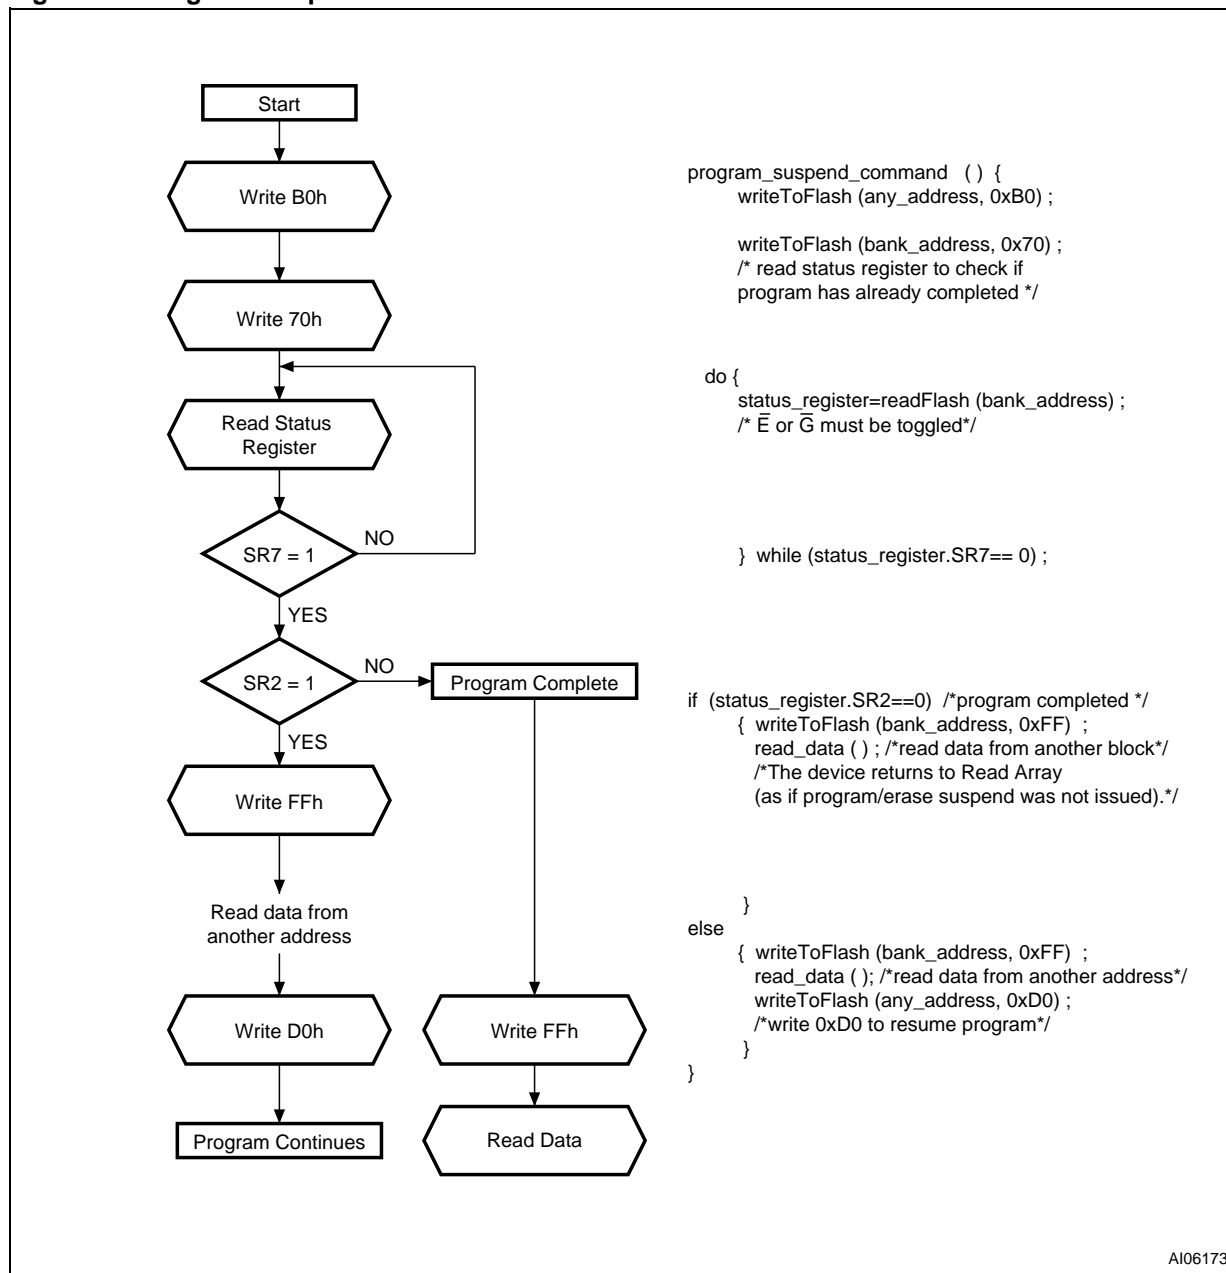 Start
Write B0h
Write 70h
Read Status
Register
SR7 = 1
NO
YES
SR2 = 1
NO
Program Complete
YES
Write FFh
Read data from
another address
Write D0h
Write FFh
Program Continues
Read Data
program_suspend_command ( ) {
writeToFlash (any_address, 0xB0) ;
writeToFlash (bank_address, 0x70) ;
/* read status register to check if
program has already completed */
do {
status_register=readFlash (bank_address) ;
/* E̅ or G̅ must be toggled*/
} while (status_register.SR7== 0) ;
if (status_register.SR2==0) /*program completed */
{ writeToFlash (bank_address, 0xFF) ;
read_data ( ) ; /*read data from another block*/
/*The device returns to Read Array
(as if program/erase suspend was not issued).*/
}
else
{ writeToFlash (bank_address, 0xFF) ;
read_data ( ); /*read data from another address*/
writeToFlash (any_address, 0xD0) ;
/*write 0xD0 to resume program*/
}
}
AI06173